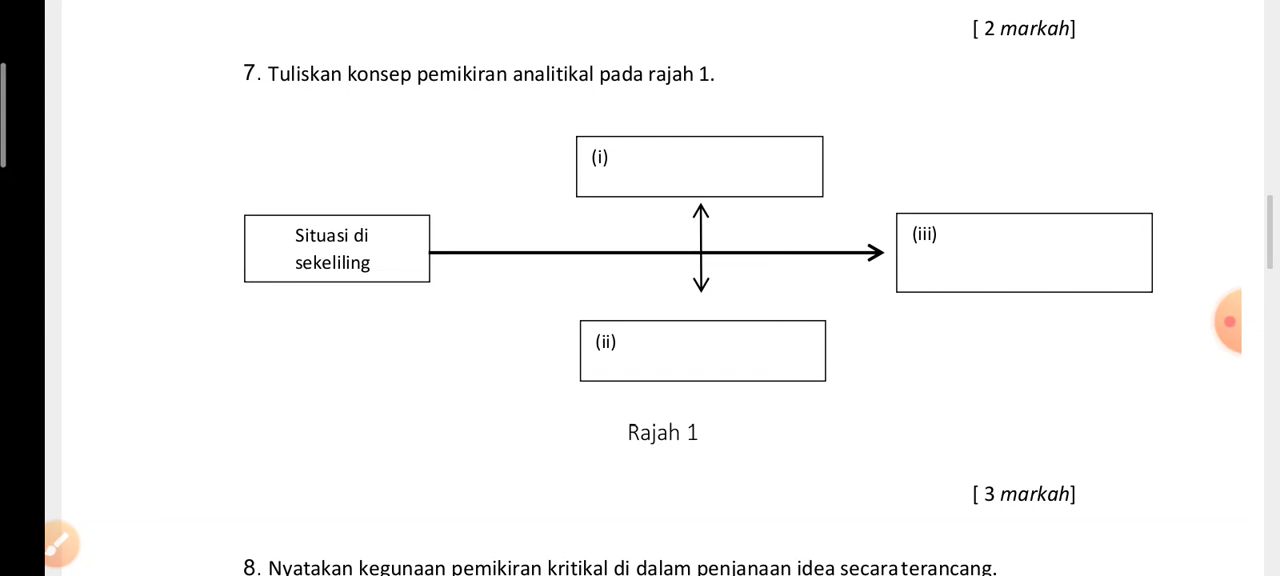 [ 2 markah]
7. Tuliskan konsep pemikiran analitikal pada rajah 1.
(i)
Situasi di
sekeliling
(iii)
(ii)
Rajah 1
[ 3 markah]
8. Nyatakan kegunaan pemikiran kritikal di dalam penjanaan idea secara terancang.